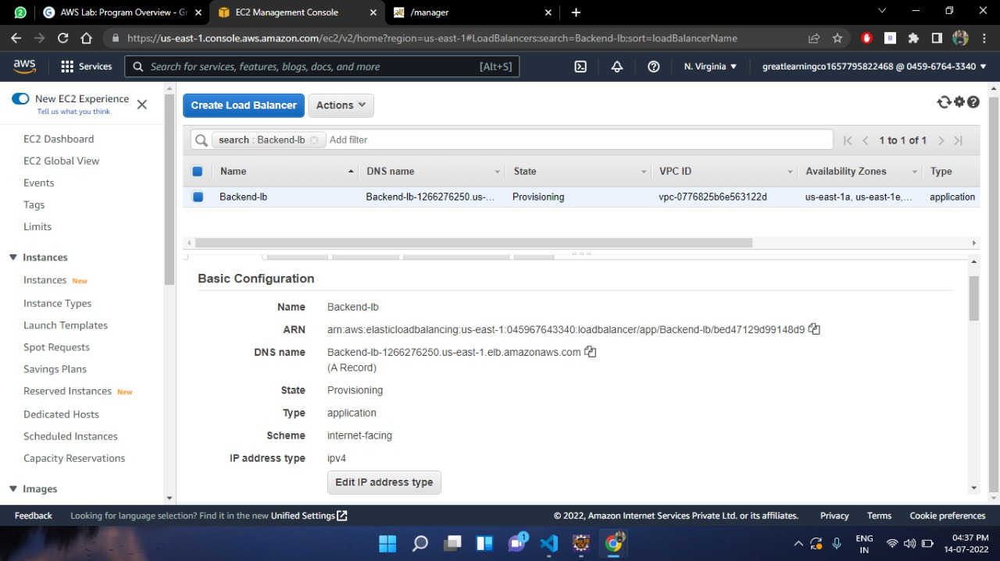 2
AWS Lab: Program Overview - Gr
EC2 Management Console
/manager
https://us-east-1.console.aws.amazon.com/ec2/v2/home?region=us-east-1#LoadBalancers:search=Backend-lb;sort=loadBalancerName
aws
Services
Search for services, features, blogs, docs, and more
[Alt+S]
N. Virginia
greatlearningco1657795822468 @ 0459-6764-3340
New EC2 Experience
Tell us what you think
EC2 Dashboard
EC2 Global View
Events
Tags
Limits
Instances
Instances New
Instance Types
Launch Templates
Spot Requests
Savings Plans
Reserved Instances New
Dedicated Hosts
Scheduled Instances
Capacity Reservations
Images
Create Load Balancer
Actions
search : Backend-lb
Add filter
1 to 1 of 1
Name DNS name State VPC ID Availability Zones Type
Backend-lb Backend-lb-1266276250.us-... Provisioning vpc-0776825b6e563122d us-east-1a, us-east-1e,... application
Basic Configuration
Name Backend-lb
ARN arn:aws:elasticloadbalancing:us-east-1:045967643340:loadbalancer/app/Backend-lb/bed47129d99148d9
DNS name Backend-lb-1266276250.us-east-1.elb.amazonaws.com
(A Record)
State Provisioning
Type application
Scheme internet-facing
IP address type ipv4
Edit IP address type
Feedback
Looking for language selection? Find it in the new Unified Settings
© 2022, Amazon Internet Services Private Ltd. or its affiliates.
Privacy
Terms
Cookie preferences
1
ENG
IN
04:37 PM
14-07-2022